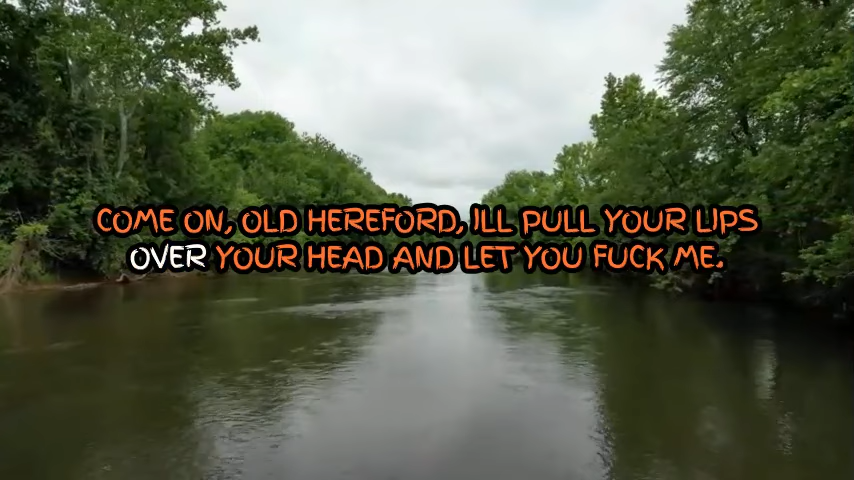 COME ON, OLD HEREFORD, ILL PULL YOUR LIPS
OVER YOUR HEAD AND LET YOU FUCK ME.